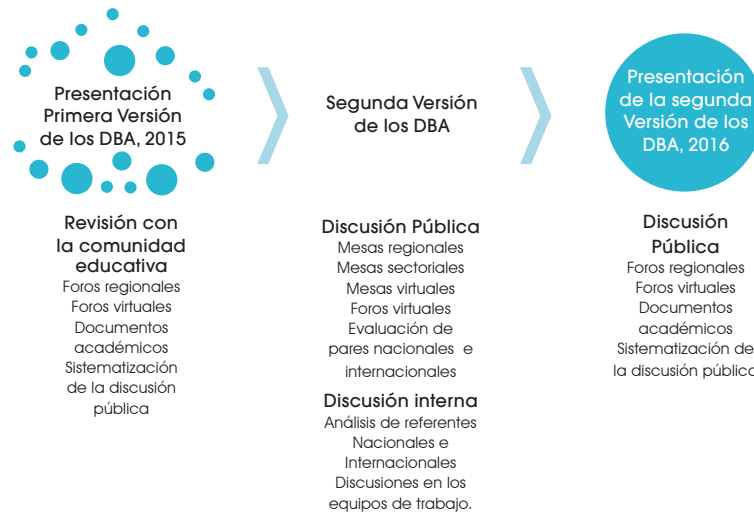 Presentación
Primera Versión
de los DBA, 2015
Revisión con
la comunidad
educativa
Foros regionales
Foros virtuales
Documentos
académicos
Sistematización
de la discusión
pública
Segunda Versión
de los DBA
Discusión Pública
Mesas regionales
Mesas sectoriales
Mesas virtuales
Foros virtuales
Evaluación de
pares nacionales e
internacionales
Discusión interna
Análisis de referentes
Nacionales e
Internacionales
Discusiones en los
equipos de trabajo.
Presentación
de la segunda
Versión de los
DBA, 2016
Discusión
Pública
Foros regionales
Foros virtuales
Documentos
académicos
Sistematización de
la discusión pública